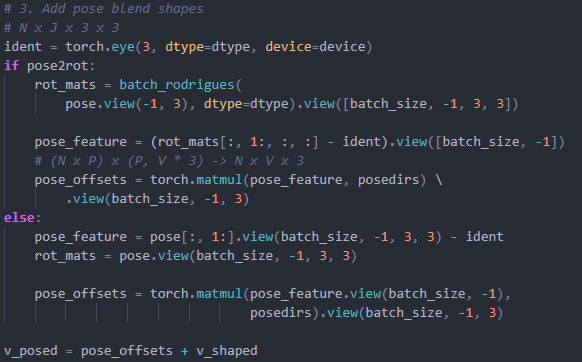 # 3. Add pose blend shapes
# N x J x 3 x 3
ident = torch.eye(3, dtype=dtype, device=device)
if pose2rot:
    rot_mats = batch_rodrigues(
        pose.view(-1, 3), dtype=dtype).view([batch_size, -1, 3, 3])

    pose_feature = (rot_mats[:, 1:, :, :] - ident).view([batch_size, -1])
    # (N x P) x (P, V * 3) -> N x V x 3
    pose_offsets = torch.matmul(pose_feature, posedirs) \
        .view(batch_size, -1, 3)
else:
    pose_feature = pose[:, 1:].view(batch_size, -1, 3, 3) - ident
    rot_mats = pose.view(batch_size, -1, 3, 3)

    pose_offsets = torch.matmul(pose_feature.view(batch_size, -1),
                                posedirs).view(batch_size, -1, 3)

v_posed = pose_offsets + v_shaped